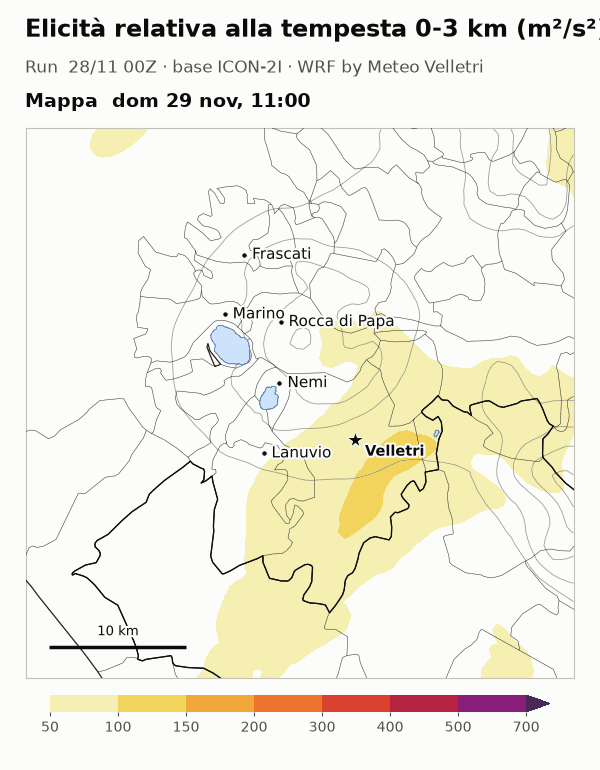 Elicità relativa alla tempesta 0-3 km (m²/s²)
Run 28/11 00Z · base ICON-2I · WRF by Meteo Velletri
Mappa dom 29 nov, 11:00
Frascati
Marino
Rocca di Papa
Nemi
Velletri
Lanuvio
10 km
50 100 150 200 300 400 500 700